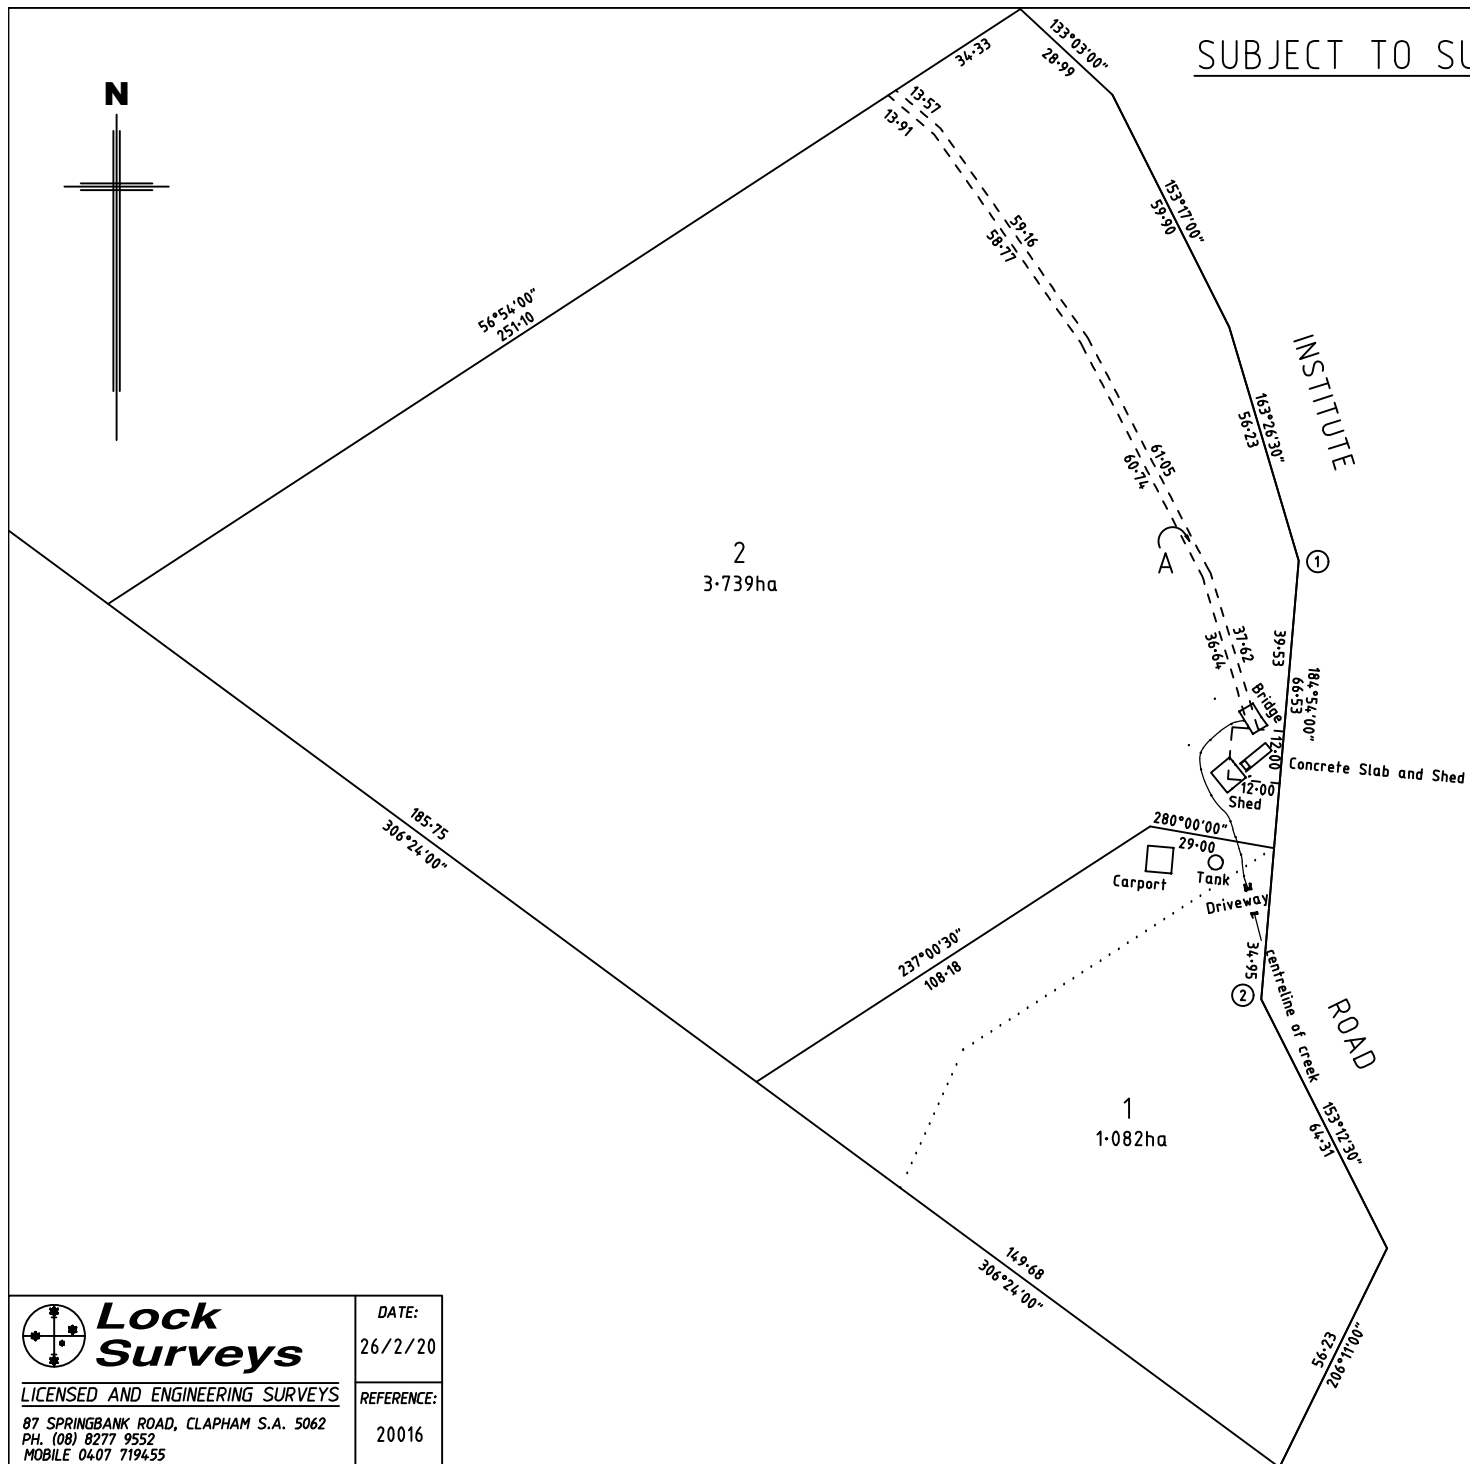 SUBJECT TO SU
N
133°03'00"
28·99
34·33
13·57
13·91
153°17'00"
59·90
59·16
58·77
56°54'00"
251·10
INSTITUTE
163°26'30"
56·23
61·05
60·74
A
2
3·739ha
1
39·53
184°54'00"
66·53
37·62
36·64
Bridge
12·00
Concrete Slab and Shed
12·00
Shed
280°00'00"
29·00
Carport
Tank
Driveway
185·75
306°24'00"
237°00'30"
108·18
34·95
2
centreline of creek
ROAD
1
1·082ha
153°12'30"
64·31
149·68
306°24'00"
56·23
206°11'00"
Lock
Surveys
LICENSED AND ENGINEERING SURVEYS
87 SPRINGBANK ROAD, CLAPHAM S.A. 5062
PH. (08) 8277 9552
MOBILE 0407 719455
DATE:
26/2/20
REFERENCE:
20016